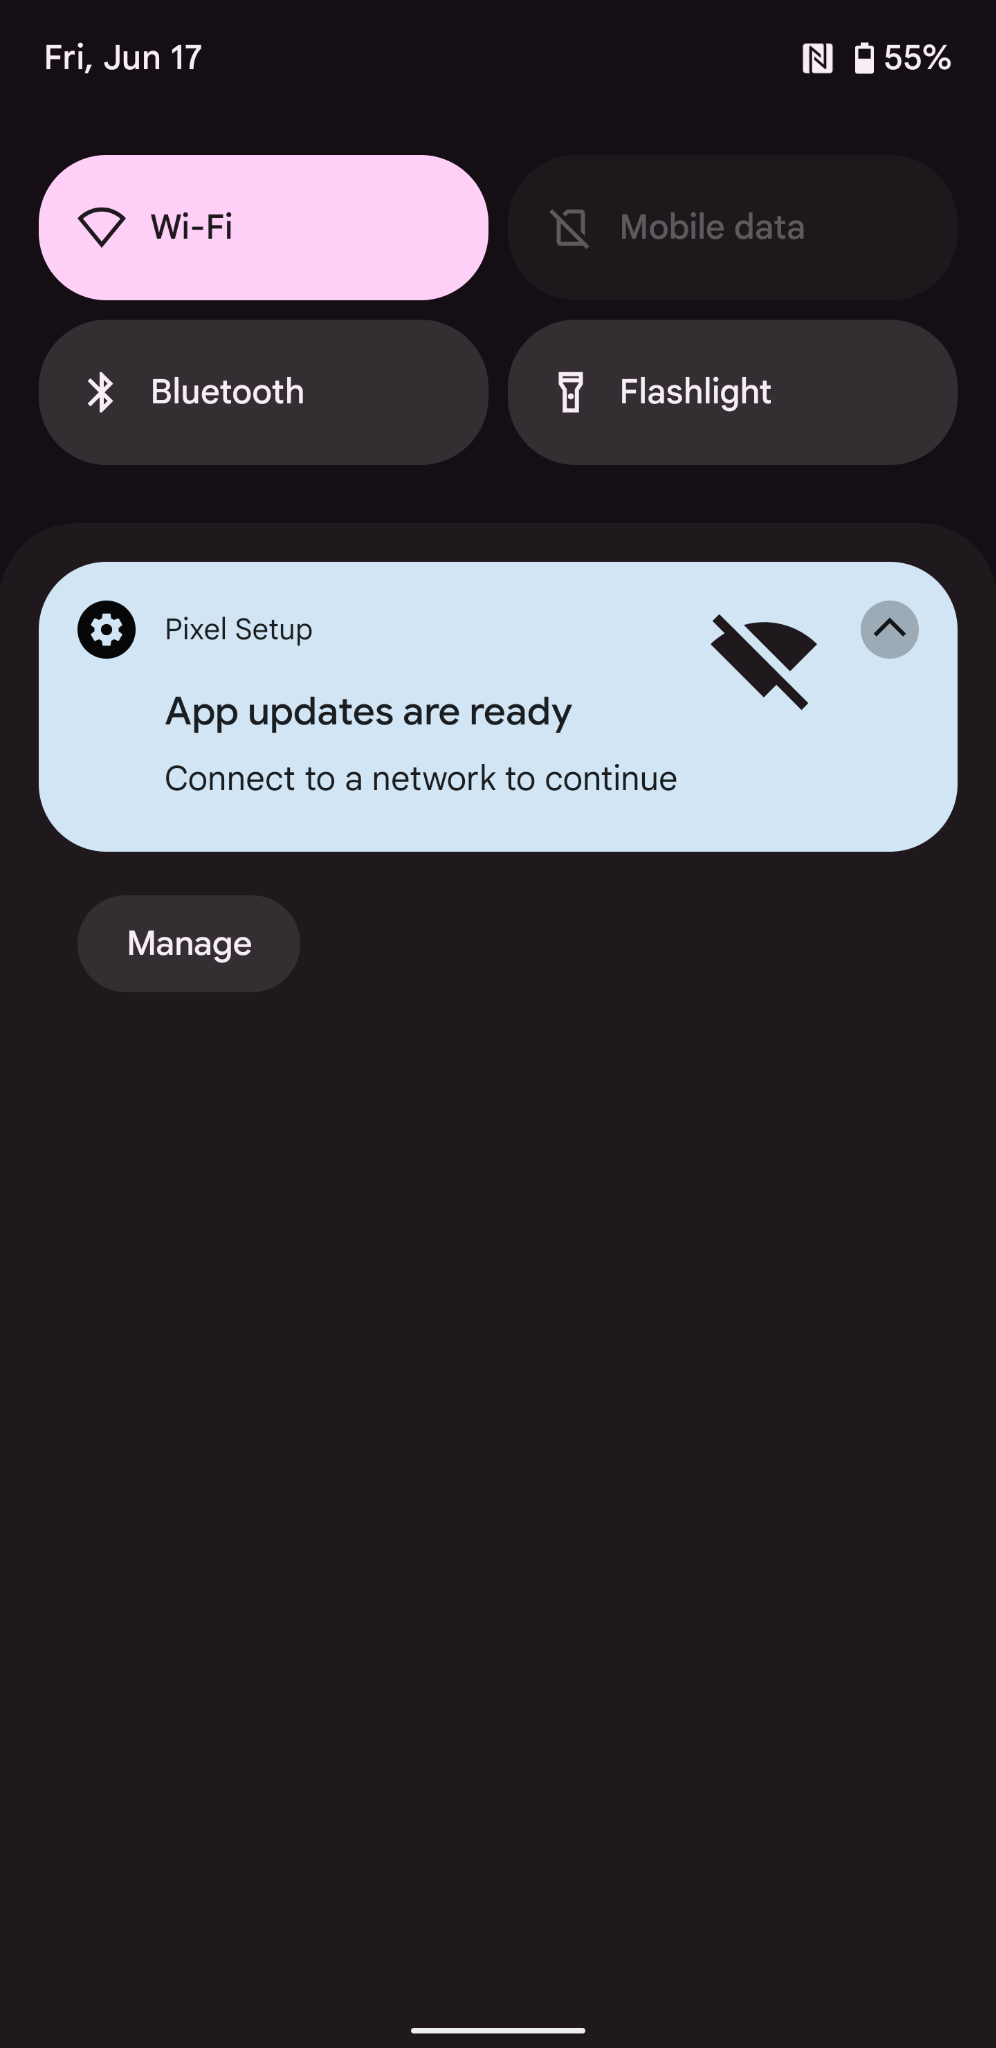 Fri, Jun 17
55%
Wi-Fi
Mobile data
Bluetooth
Flashlight
Pixel Setup
App updates are ready
Connect to a network to continue
Manage